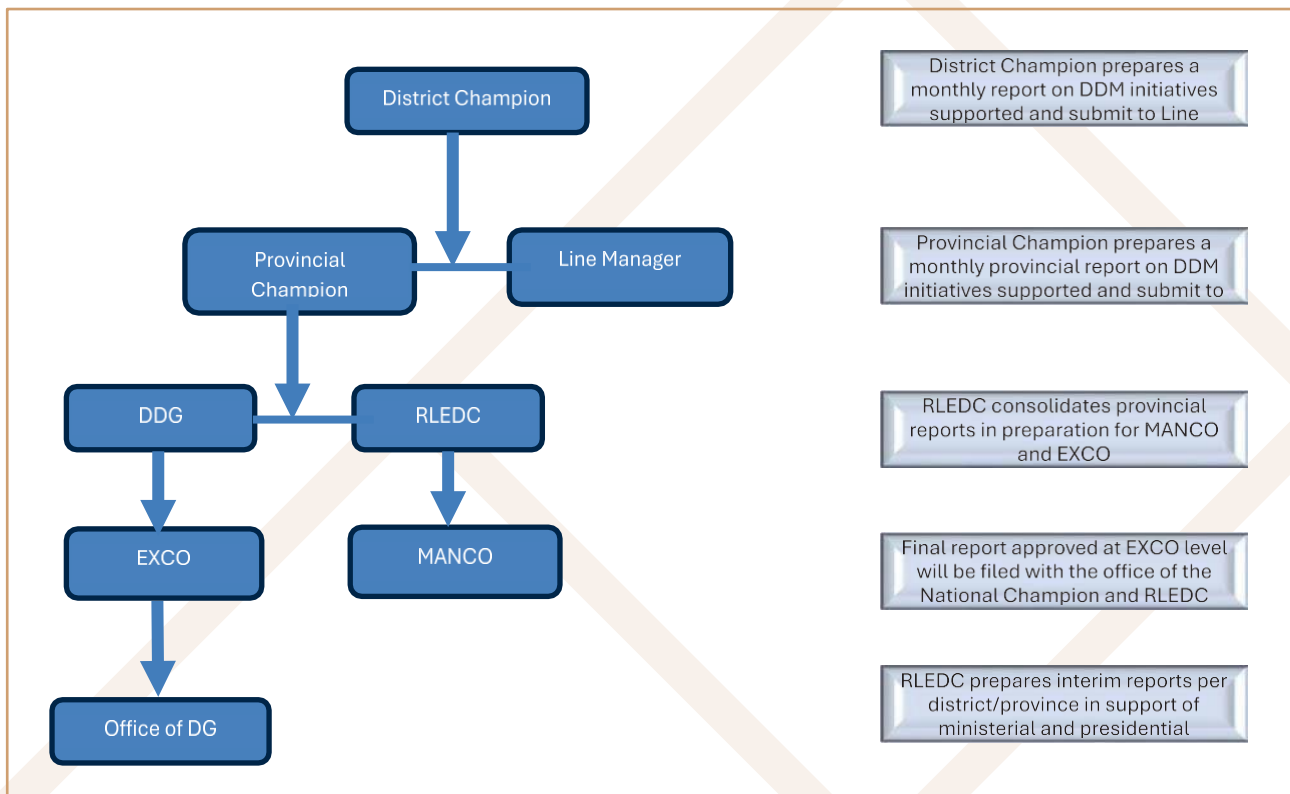 District Champion
District Champion prepares a
monthly report on DDM initiatives
supported and submit to Line
Provincial
Champion
Line Manager
Provincial Champion prepares a
monthly provincial report on DDM
initiatives supported and submit to
DDG
RLEDC
RLEDC consolidates provincial
reports in preparation for MANCO
and EXCO
EXCO
MANCO
Final report approved at EXCO level
will be filed with the office of the
National Champion and RLEDC
Office of DG
RLEDC prepares interim reports per
district/province in support of
ministerial and presidential